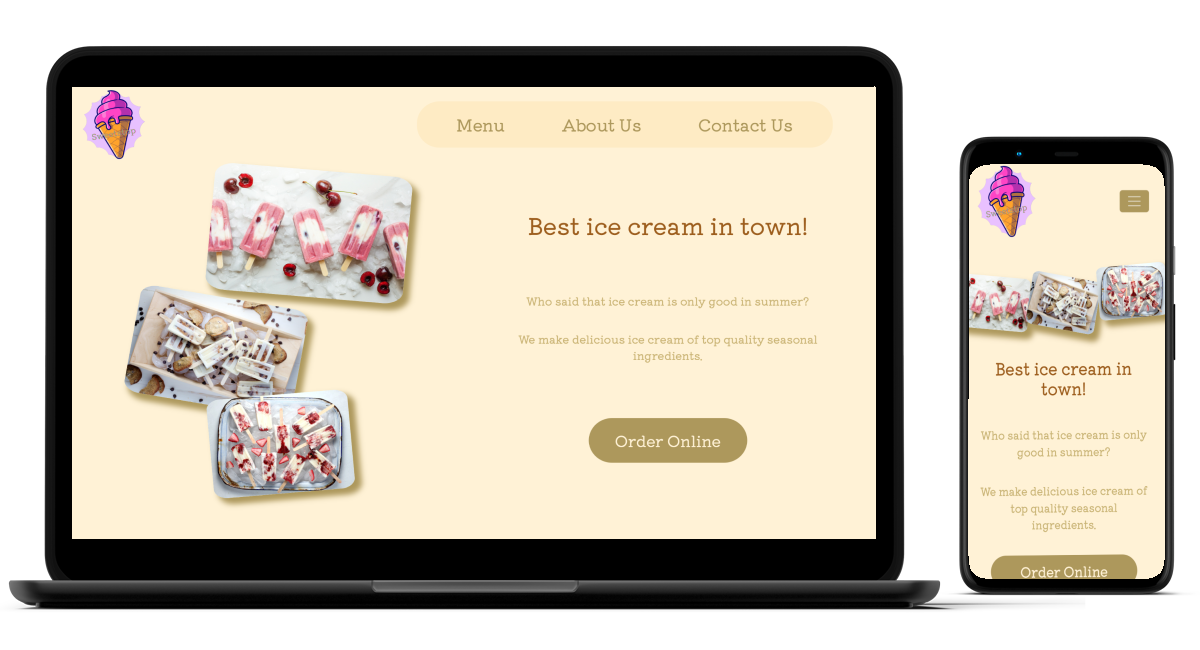 Menu About Us Contact Us
Best ice cream in town!
Who said that ice cream is only good in summer?
We make delicious ice cream of top quality seasonal
ingredients.
Order Online
Best ice cream in
town!
Who said that ice cream is only
good in summer?
We make delicious ice cream of
top quality seasonal
ingredients.
Order Online